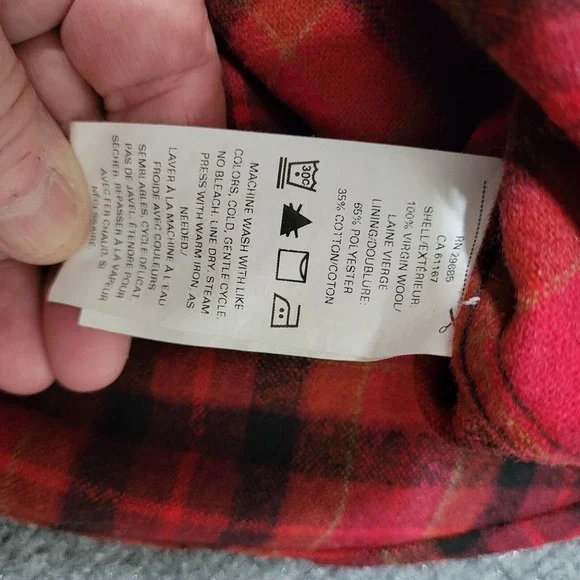 RN 29685
CA 61167
SHELL/EXTÉRIEUR:
100% VIRGIN WOOL/
LAINE VIERGE
LINING/DOUBLURE:
65% POLYESTER
35% COTTON/COTON
30C
MACHINE WASH WITH LIKE
COLORS, COLD, GENTLE CYCLE.
NO BLEACH. LINE DRY. STEAM
PRESS WITH WARM IRON, AS
NEEDED./
LAVER À LA MACHINE À L'EAU
FROIDE AVEC COULEURS
SEMBLABLES, CYCLE DÉLICAT.
PAS DE JAVEL. ÉTENDRE POUR
SÉCHER. REPASSER À LA VAPEUR
AVEC FER CHAUD, SI
NÉCESSAIRE.